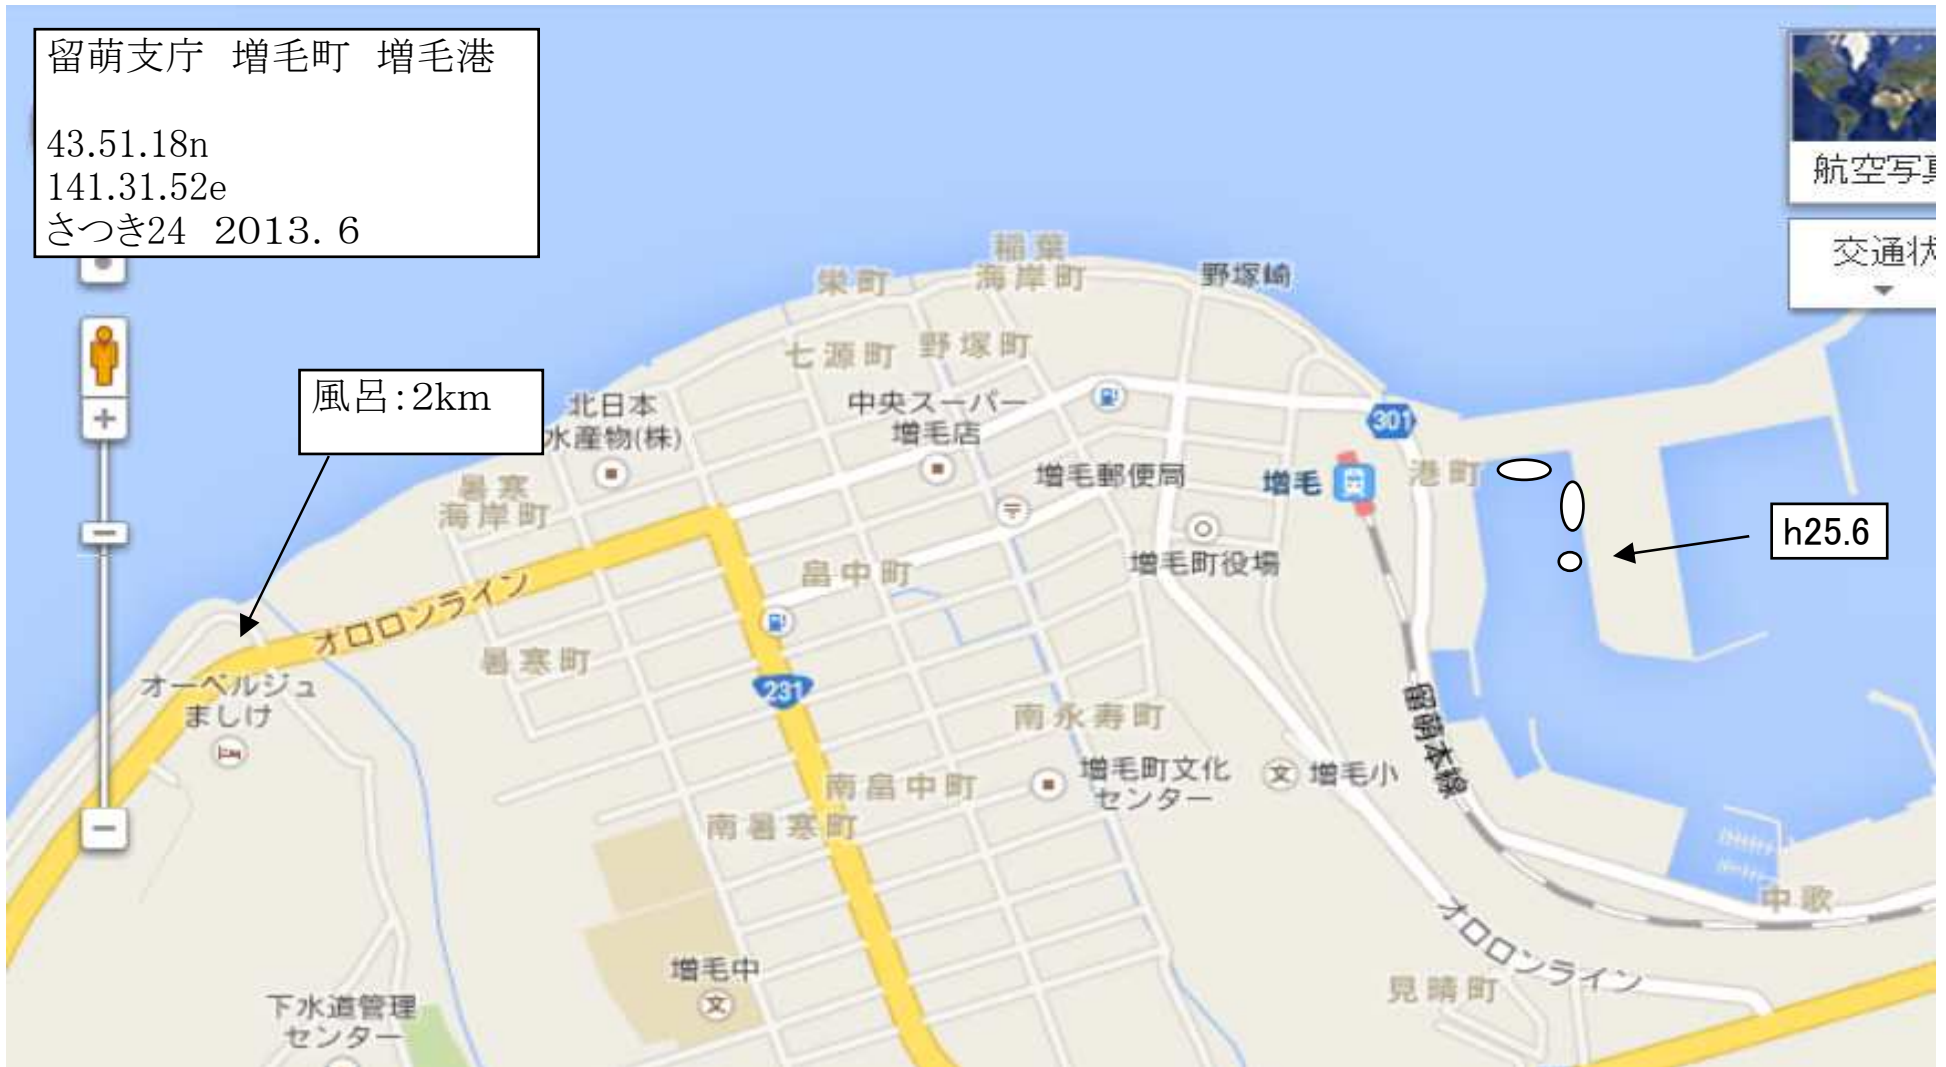 留萌支庁　増毛町　増毛港
43.51.18n
141.31.52e
さつき24　2013.6
航空写真
交通状
稲葉
海岸町
野塚崎
栄町
七源町
野塚町
風呂：2km
北日本
水産物(株)
中央スーパー
増毛店
301
暑寒
海岸町
増毛郵便局
増毛
港町
h25.6
増毛町役場
畠中町
オロロンライン
暑寒町
オーベルジュ
ましけ
231
南永寿町
留萌本線
増毛町文化
センター
文
増毛小
南畠中町
南暑寒町
中歌
オロロンライン
増毛中
文
見晴町
下水道管理
センター